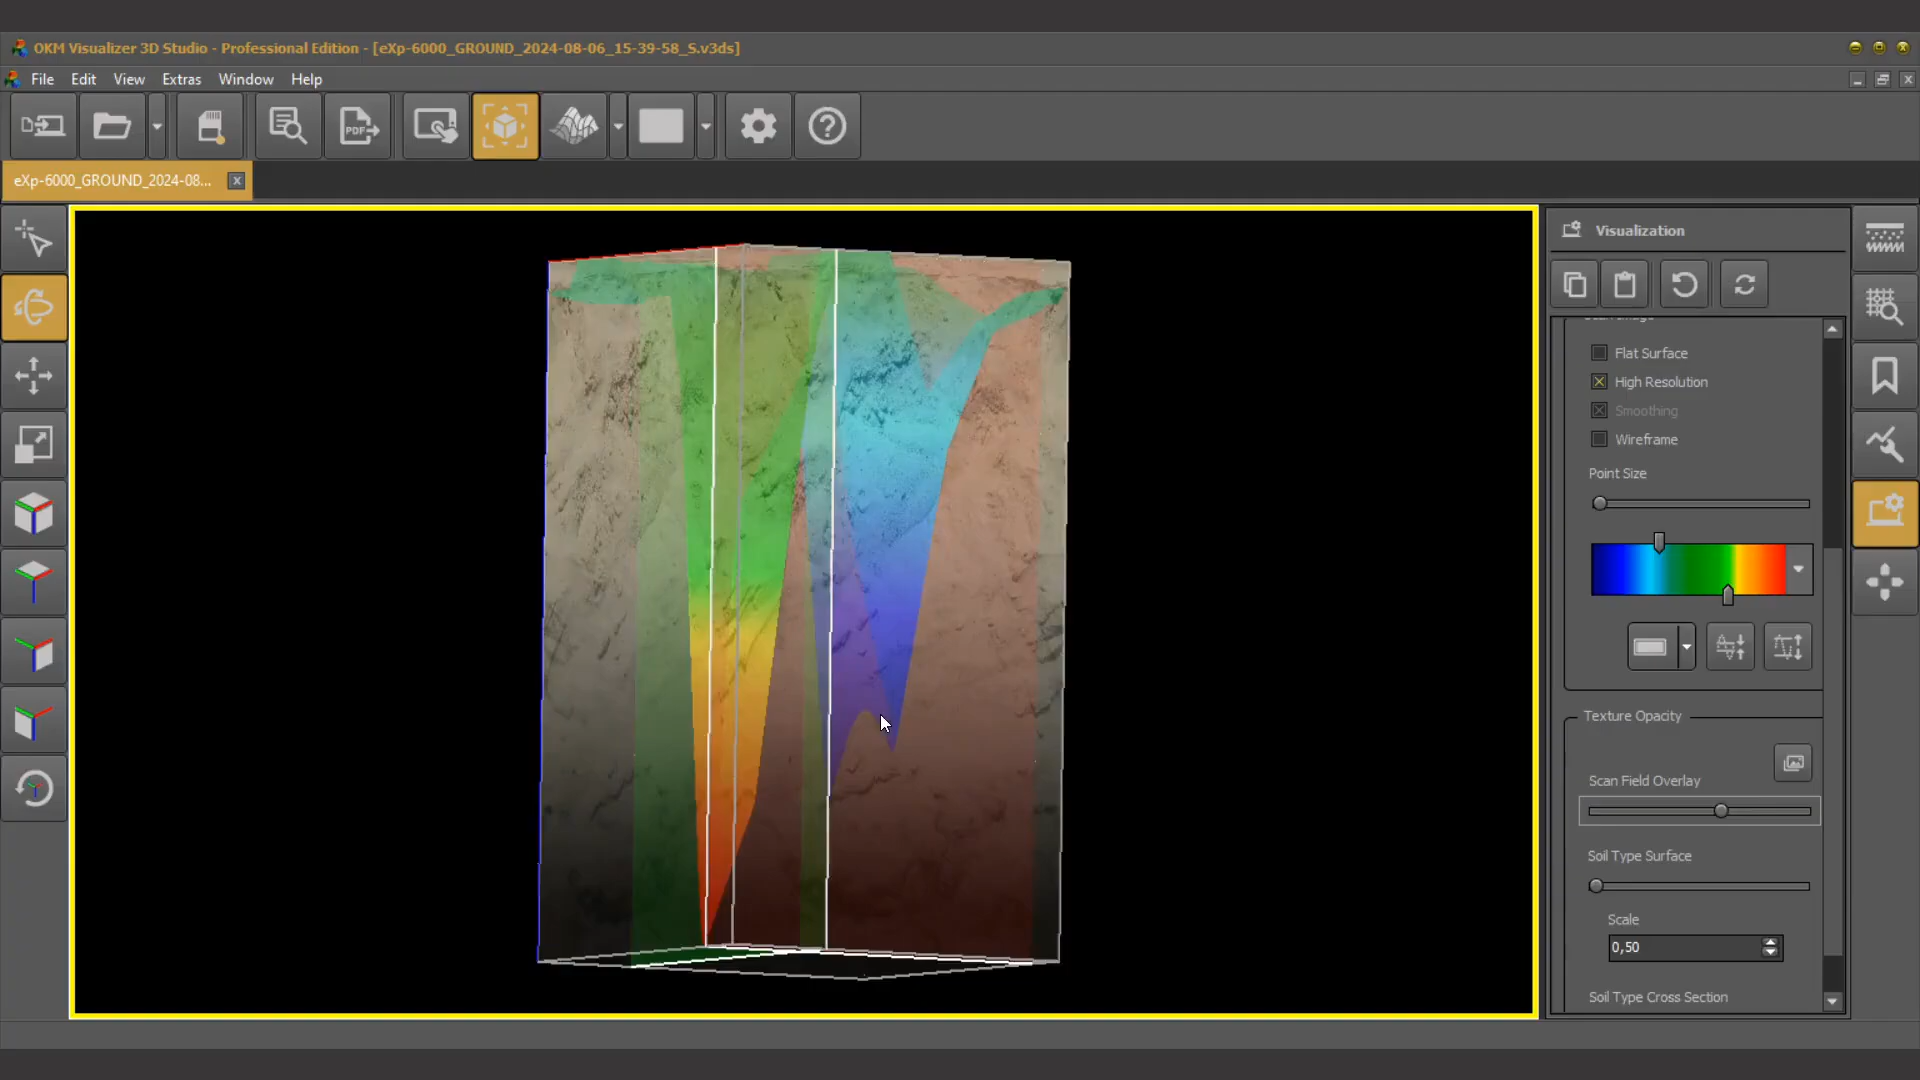 OKM Visualizer 3D Studio - Professional Edition - [eXp-6000_GROUND_2024-08-06_15-39-58_S.v3ds]
File Edit View Extras Window Help
PDF
eXp-6000_GROUND_2024-08...
Visualization
Flat Surface
High Resolution
Smoothing
Wireframe
Point Size
Texture Opacity
Scan Field Overlay
Soil Type Surface
Scale
0,50
Soil Type Cross Section